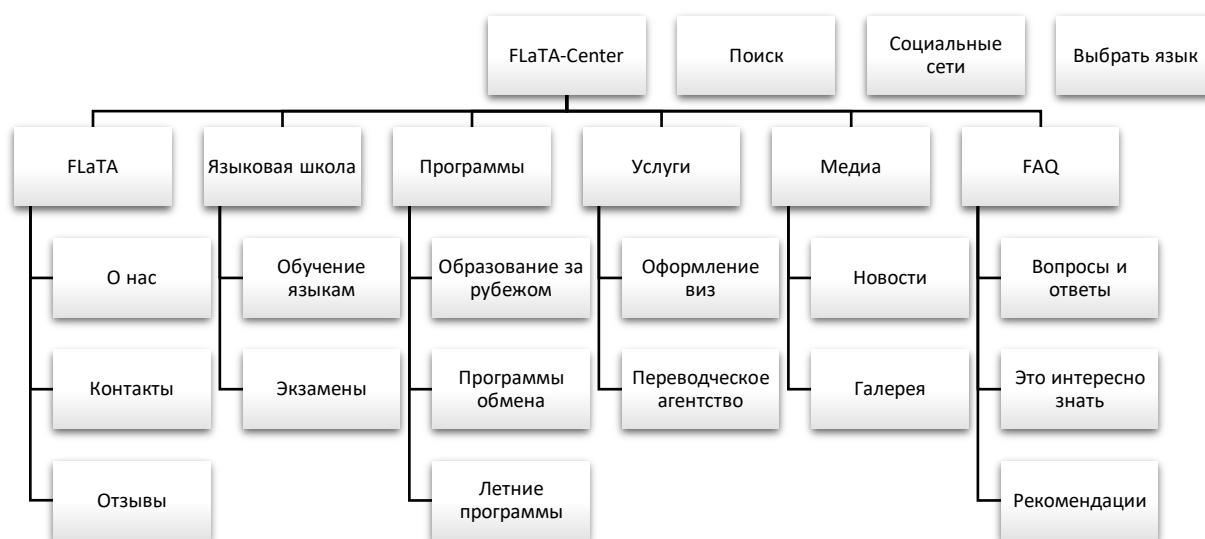 FLaTA-Center
Поиск
Социальные
сети
Выбрать язык
FLaTA
Языковая школа
Программы
Услуги
Медиа
FAQ
О нас
Обучение
языкам
Образование за
рубежом
Оформление
виз
Новости
Вопросы и
ответы
Контакты
Экзамены
Программы
обмена
Переводческое
агентство
Галерея
Это интересно
знать
Отзывы
Летние
программы
Рекомендации